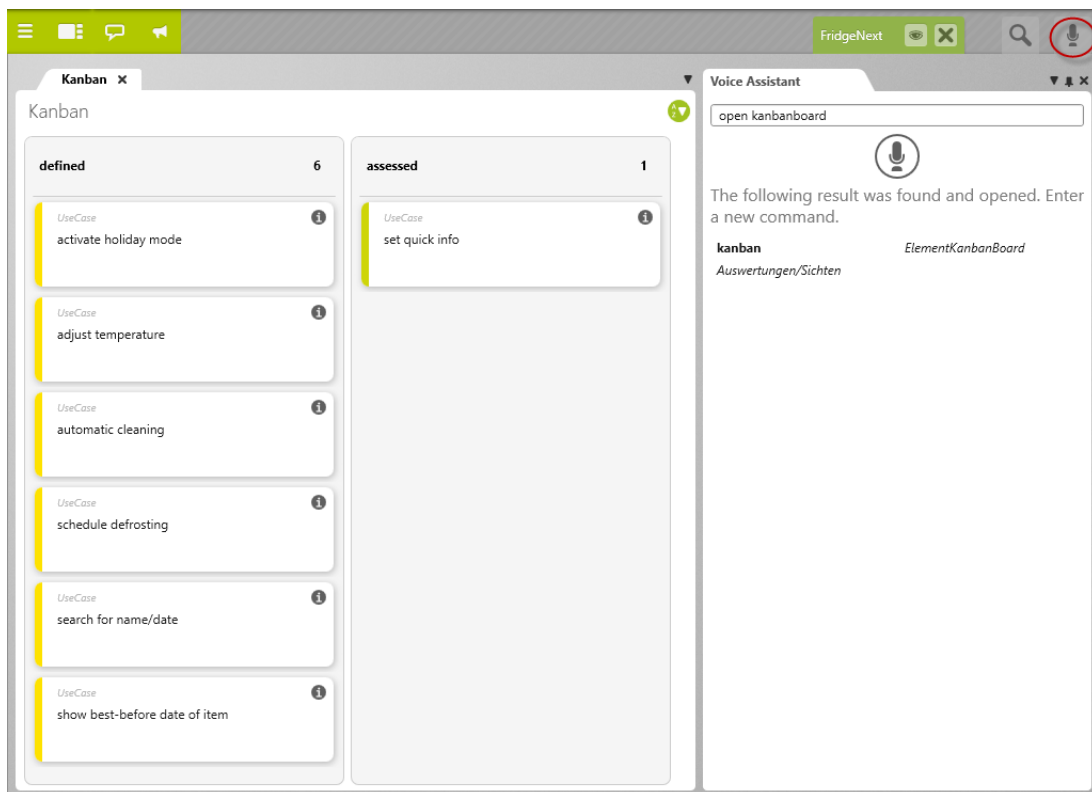 FridgeNext
Kanban
Kanban
defined 6
UseCase
activate holiday mode
UseCase
adjust temperature
UseCase
automatic cleaning
UseCase
schedule defrosting
UseCase
search for name/date
UseCase
show best-before date of item
assessed 1
UseCase
set quick info
Voice Assistant
open kanbanboard
The following result was found and opened. Enter
a new command.
kanban ElementKanbanBoard
Auswertungen/Sichten